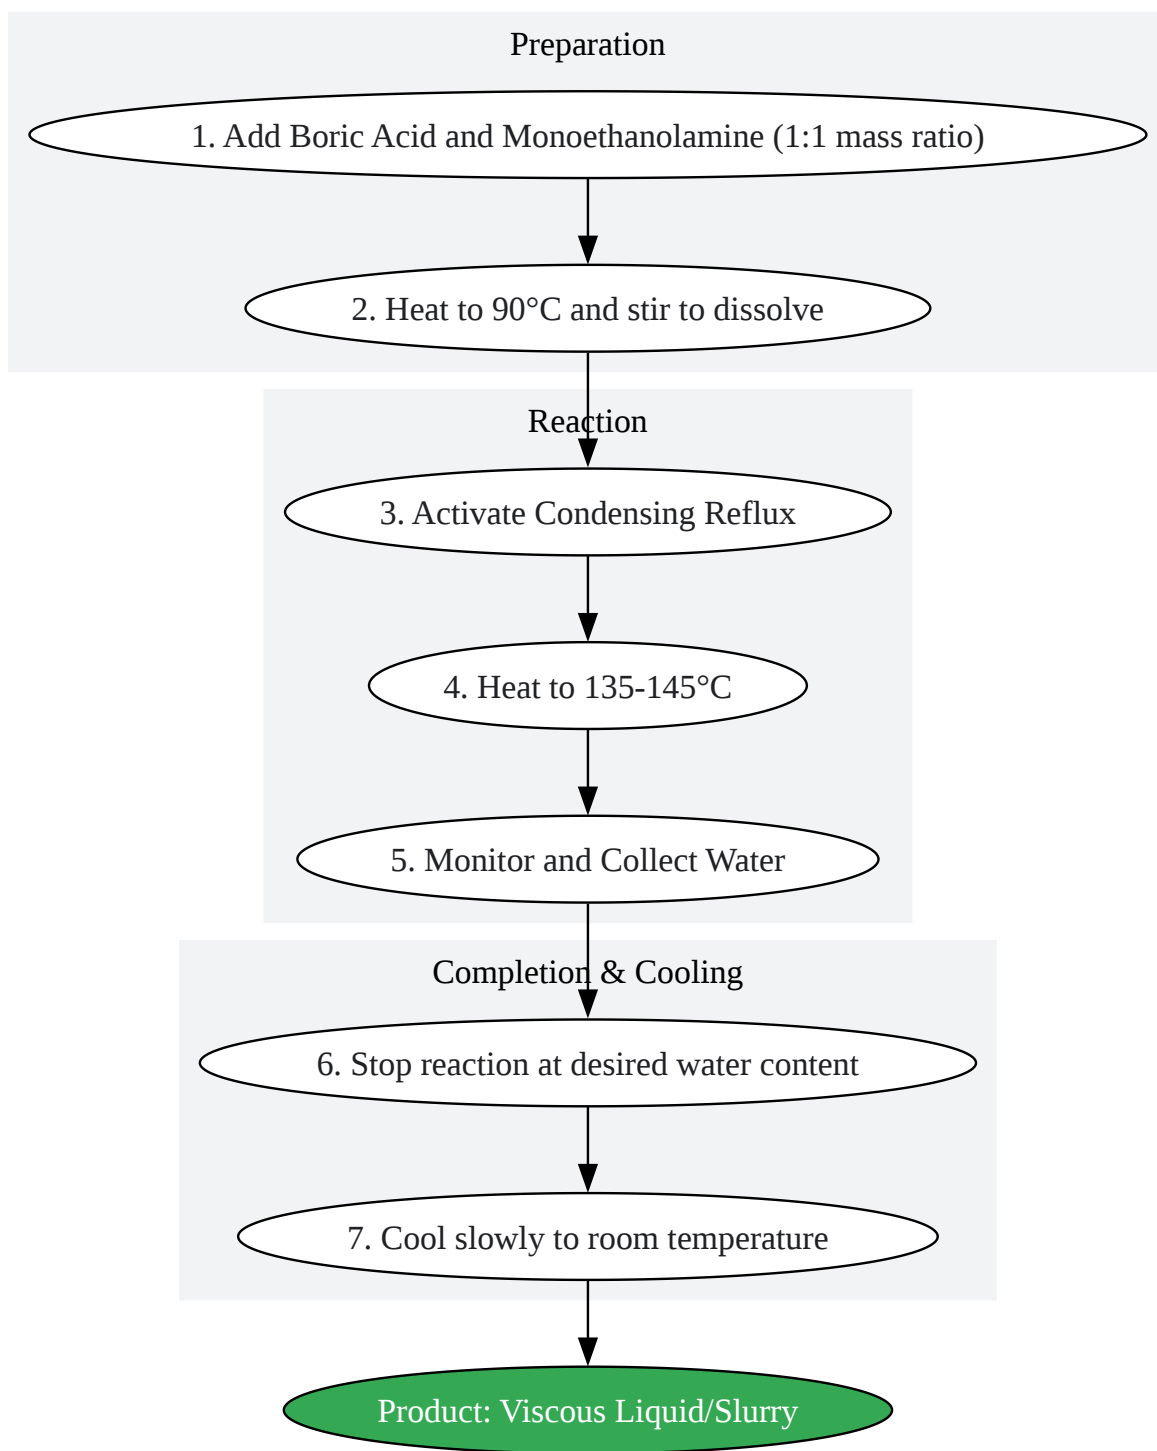 Preparation
1. Add Boric Acid and Monoethanolamine (1:1 mass ratio)
2. Heat to 90°C and stir to dissolve
Reaction
3. Activate Condensing Reflux
4. Heat to 135-145°C
5. Monitor and Collect Water
Completion & Cooling
6. Stop reaction at desired water content
7. Cool slowly to room temperature
Product: Viscous Liquid/Slurry